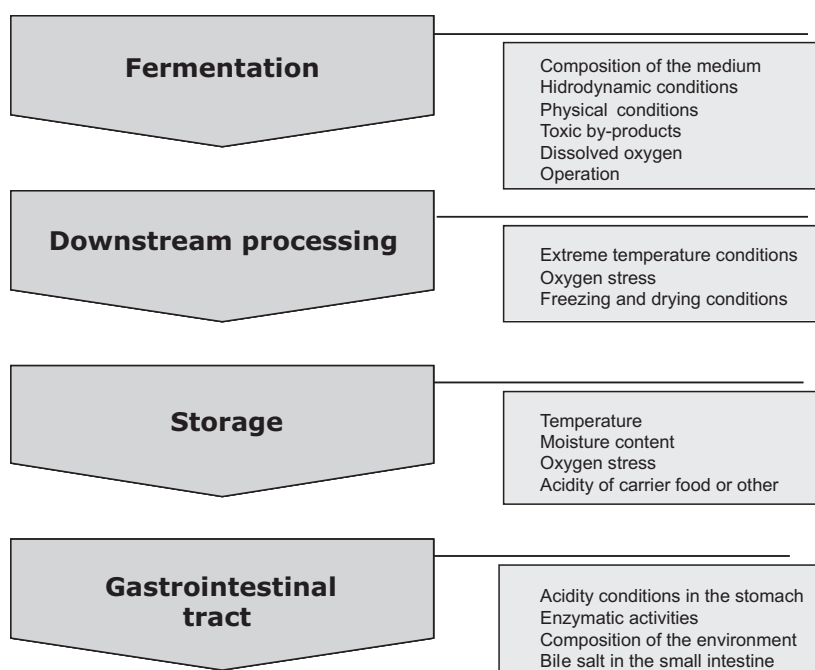 Fermentation
Composition of the medium
Hidrodynamic conditions
Physical conditions
Toxic by-products
Dissolved oxygen
Operation
Downstream processing
Extreme temperature conditions
Oxygen stress
Freezing and drying conditions
Storage
Temperature
Moisture content
Oxygen stress
Acidity of carrier food or other
Gastrointestinal
tract
Acidity conditions in the stomach
Enzymatic activities
Composition of the environment
Bile salt in the small intestine